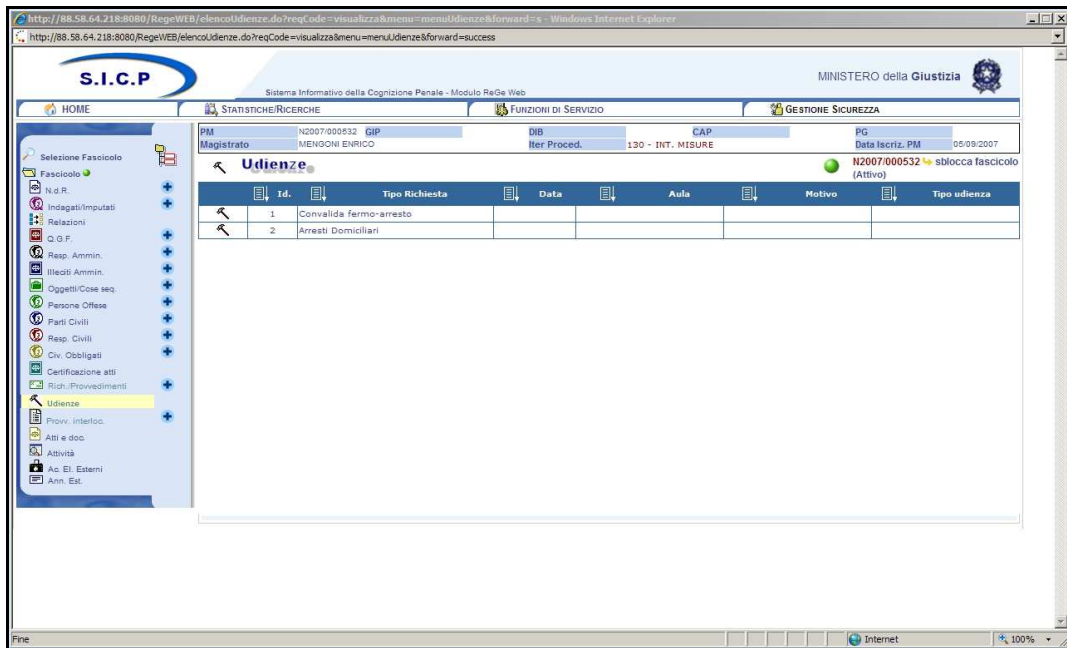 http://88.58.64.218:8080/RegeWEB/elencoUdienze.do?reqCode=visualizza&menu=menuUdienze&forward=s - Windows Internet Explorer
http://88.58.64.218:8080/RegeWEB/elencoUdienze.do?reqCode=visualizza&menu=menuUdienze&forward=success
S.I.C.P
Sistema Informativo della Cognizione Penale - Modulo ReGe Web
MINISTERO della Giustizia
HOME STATISTICHE/RICERCHE FUNZIONI DI SERVIZIO GESTIONE SICUREZZA
PM N2007/000532 GIP DIB CAP PG
Magistrato MENGONI ENRICO Iter Proced. 130 - INT. MISURE Data Iscriz. PM 05/09/2007
Udienze
N2007/000532 sblocca fascicolo
(Attivo)
Id. Tipo Richiesta Data Aula Motivo Tipo udienza
1 Convalida fermo-arresto
2 Arresti Domiciliari
Selezione Fascicolo
Fascicolo
N.d.R.
Indagati/Imputati
Relazioni
Q.G.F.
Resp. Ammin.
Illeciti Ammin.
Oggetti/Cose seq.
Persone Offese
Parti Civili
Resp. Civili
Civ. Obbligati
Certificazione atti
Rich./Provvedimenti
Udienze
Provv. interloc.
Atti e doc.
Attività
Ac. El. Esterni
Ann. Est.
Fine Internet 100%